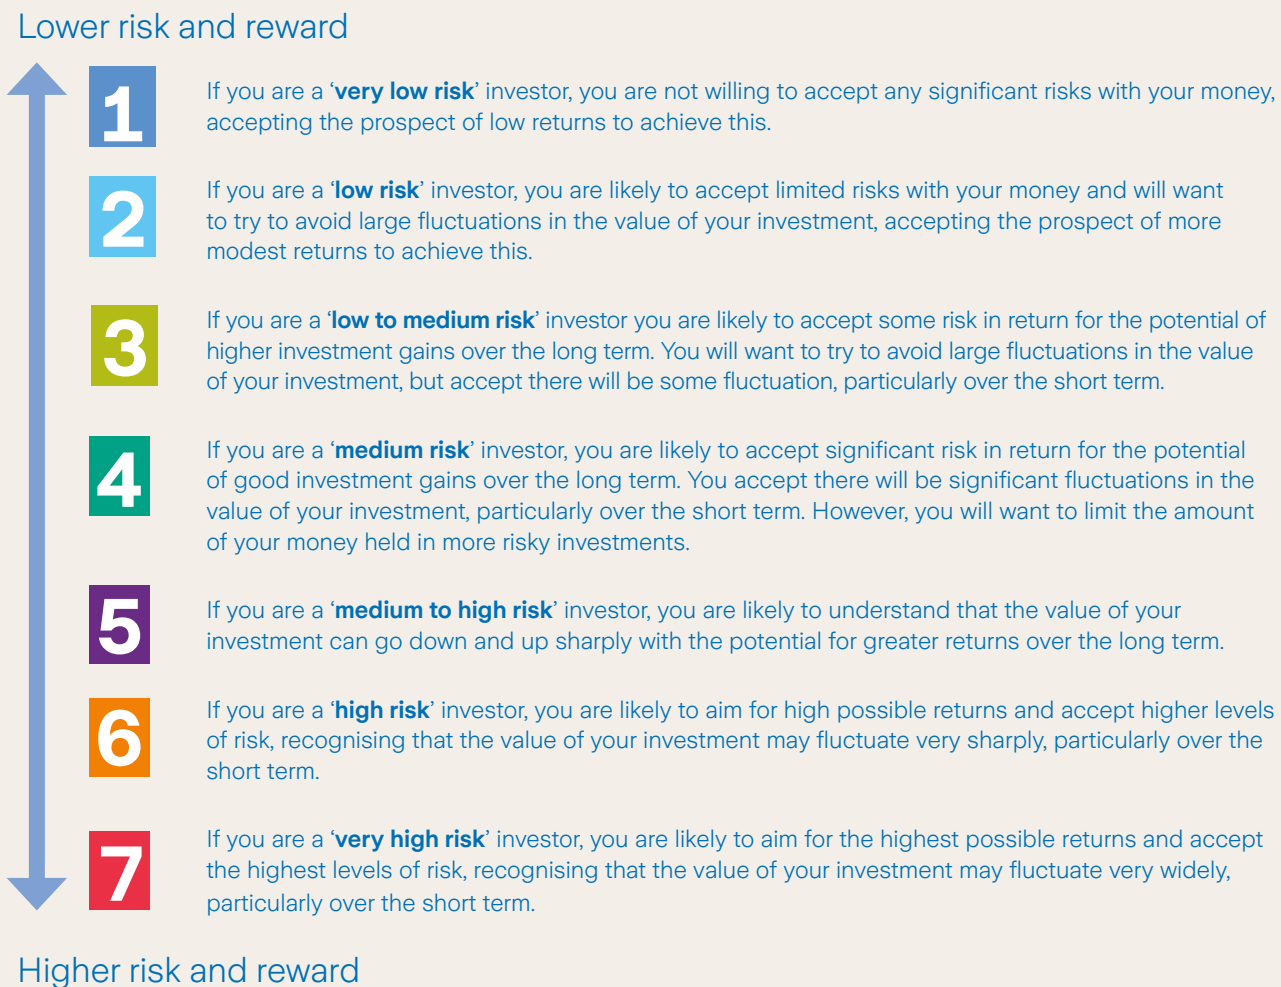 Lower risk and reward
1
If you are a ‘very low risk’ investor, you are not willing to accept any significant risks with your money,
accepting the prospect of low returns to achieve this.
2
If you are a ‘low risk’ investor, you are likely to accept limited risks with your money and will want
to try to avoid large fluctuations in the value of your investment, accepting the prospect of more
modest returns to achieve this.
3
If you are a ‘low to medium risk’ investor you are likely to accept some risk in return for the potential of
higher investment gains over the long term. You will want to try to avoid large fluctuations in the value
of your investment, but accept there will be some fluctuation, particularly over the short term.
4
If you are a ‘medium risk’ investor, you are likely to accept significant risk in return for the potential
of good investment gains over the long term. You accept there will be significant fluctuations in the
value of your investment, particularly over the short term. However, you will want to limit the amount
of your money held in more risky investments.
5
If you are a ‘medium to high risk’ investor, you are likely to understand that the value of your
investment can go down and up sharply with the potential for greater returns over the long term.
6
If you are a ‘high risk’ investor, you are likely to aim for high possible returns and accept higher levels
of risk, recognising that the value of your investment may fluctuate very sharply, particularly over the
short term.
7
If you are a ‘very high risk’ investor, you are likely to aim for the highest possible returns and accept
the highest levels of risk, recognising that the value of your investment may fluctuate very widely,
particularly over the short term.
Higher risk and reward